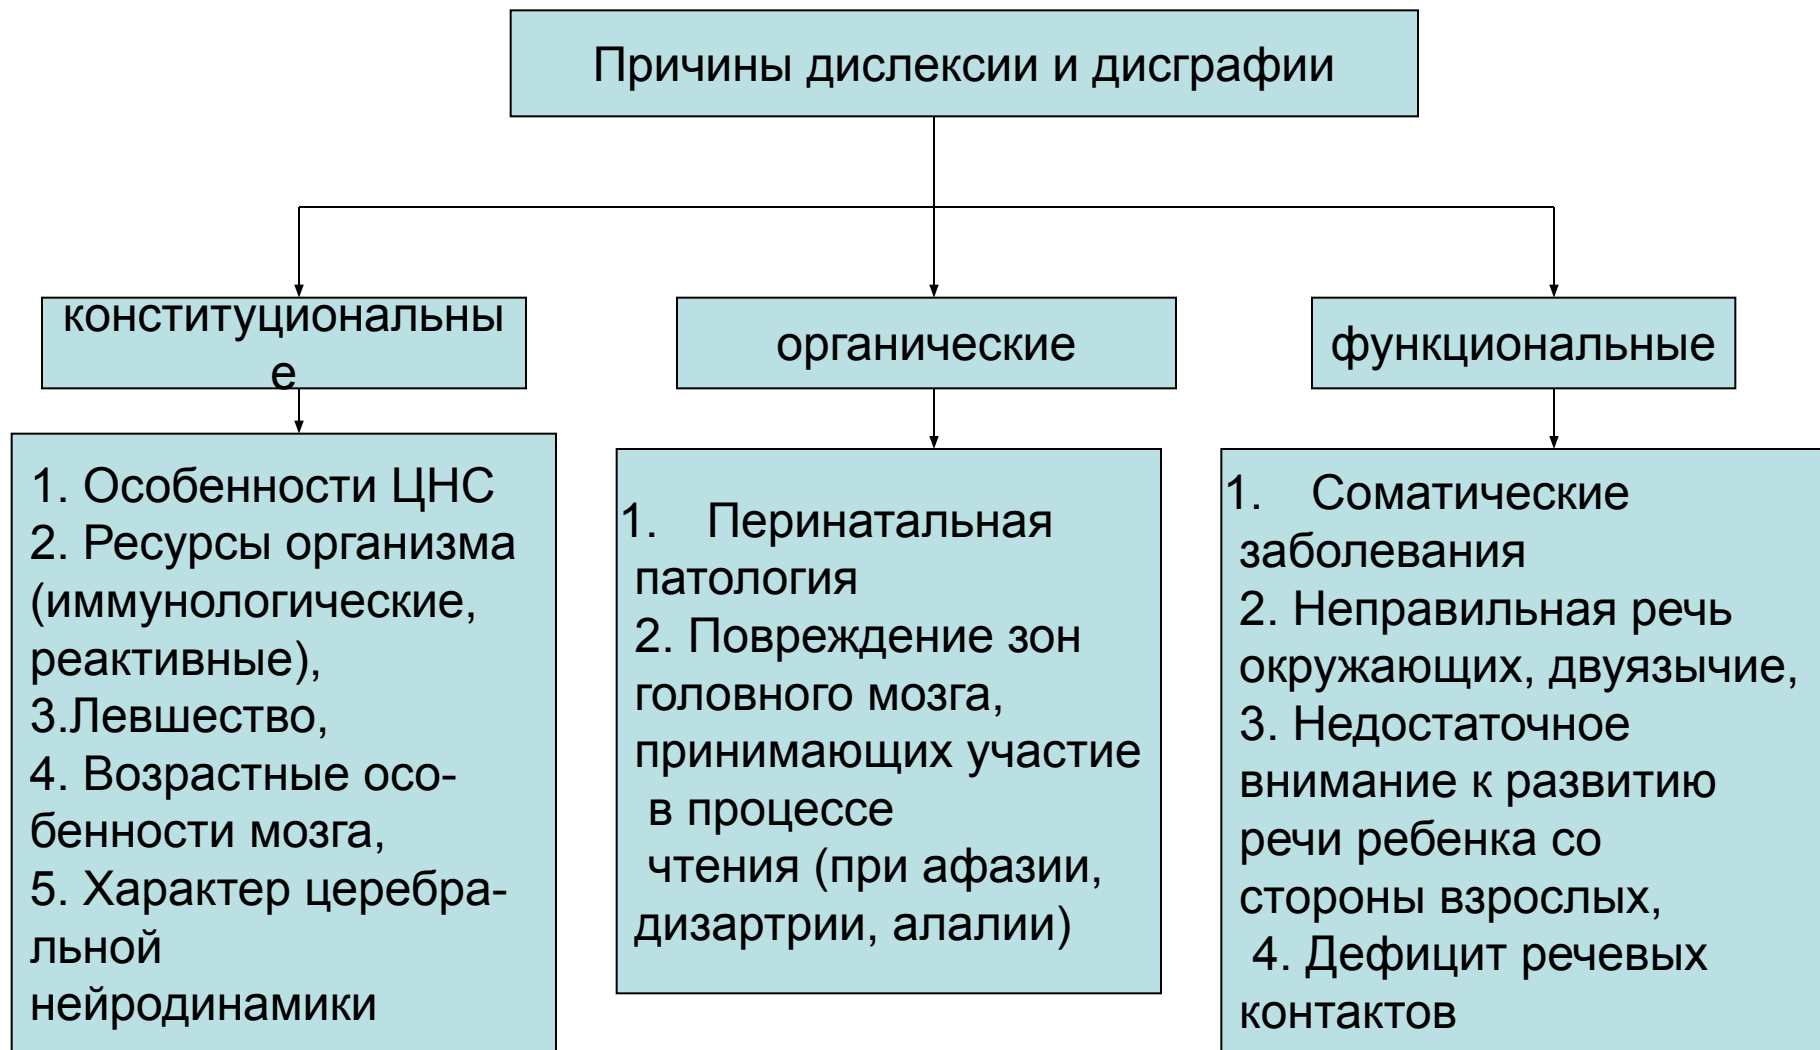 Причины дислексии и дисграфии
конституциональны
е
органические
функциональные
1. Особенности ЦНС
2. Ресурсы организма
(иммунологические,
реактивные),
3.Левшество,
4. Возрастные осо-
бенности мозга,
5. Характер церебра-
льной
нейродинамики
1. Перинатальная
патология
2. Повреждение зон
головного мозга,
принимающих участие
в процессе
чтения (при афазии,
дизартрии, алалии)
1. Соматические
заболевания
2. Неправильная речь
окружающих, двуязычие,
3. Недостаточное
внимание к развитию
речи ребенка со
стороны взрослых,
4. Дефицит речевых
контактов